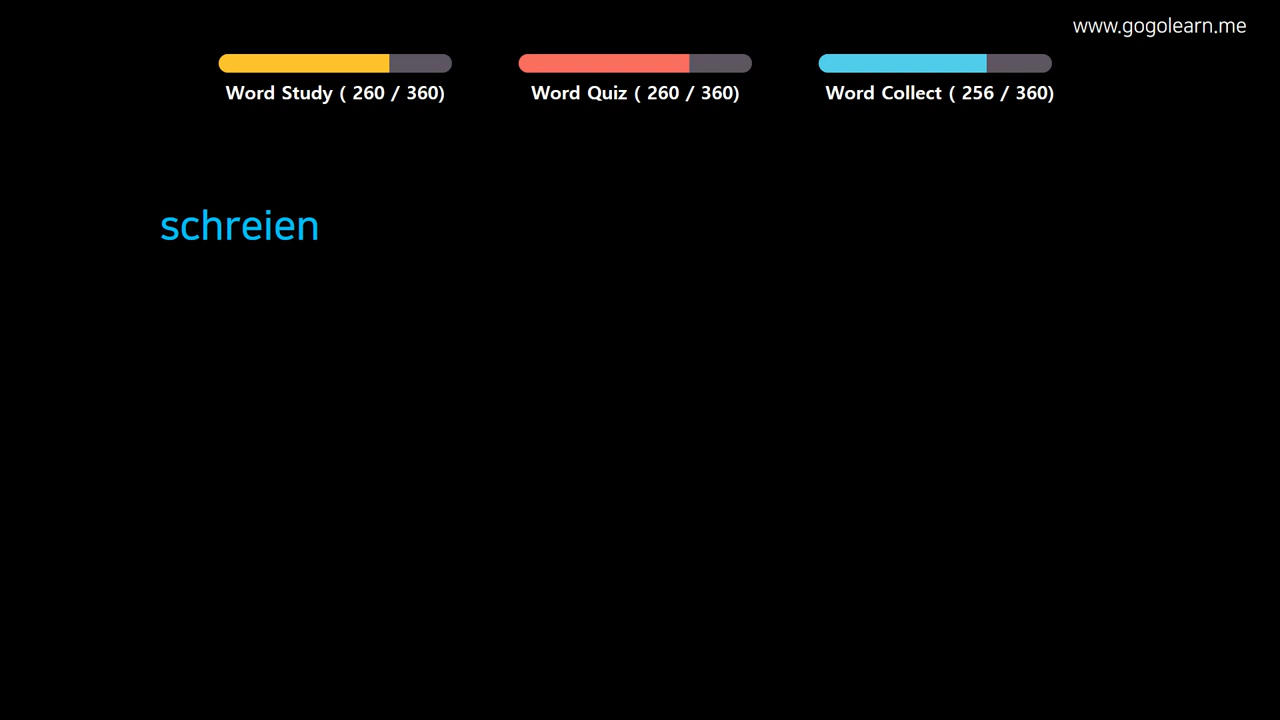 www.gogolearn.me
Word Study ( 260 / 360)
Word Quiz ( 260 / 360)
Word Collect ( 256 / 360)
schreien